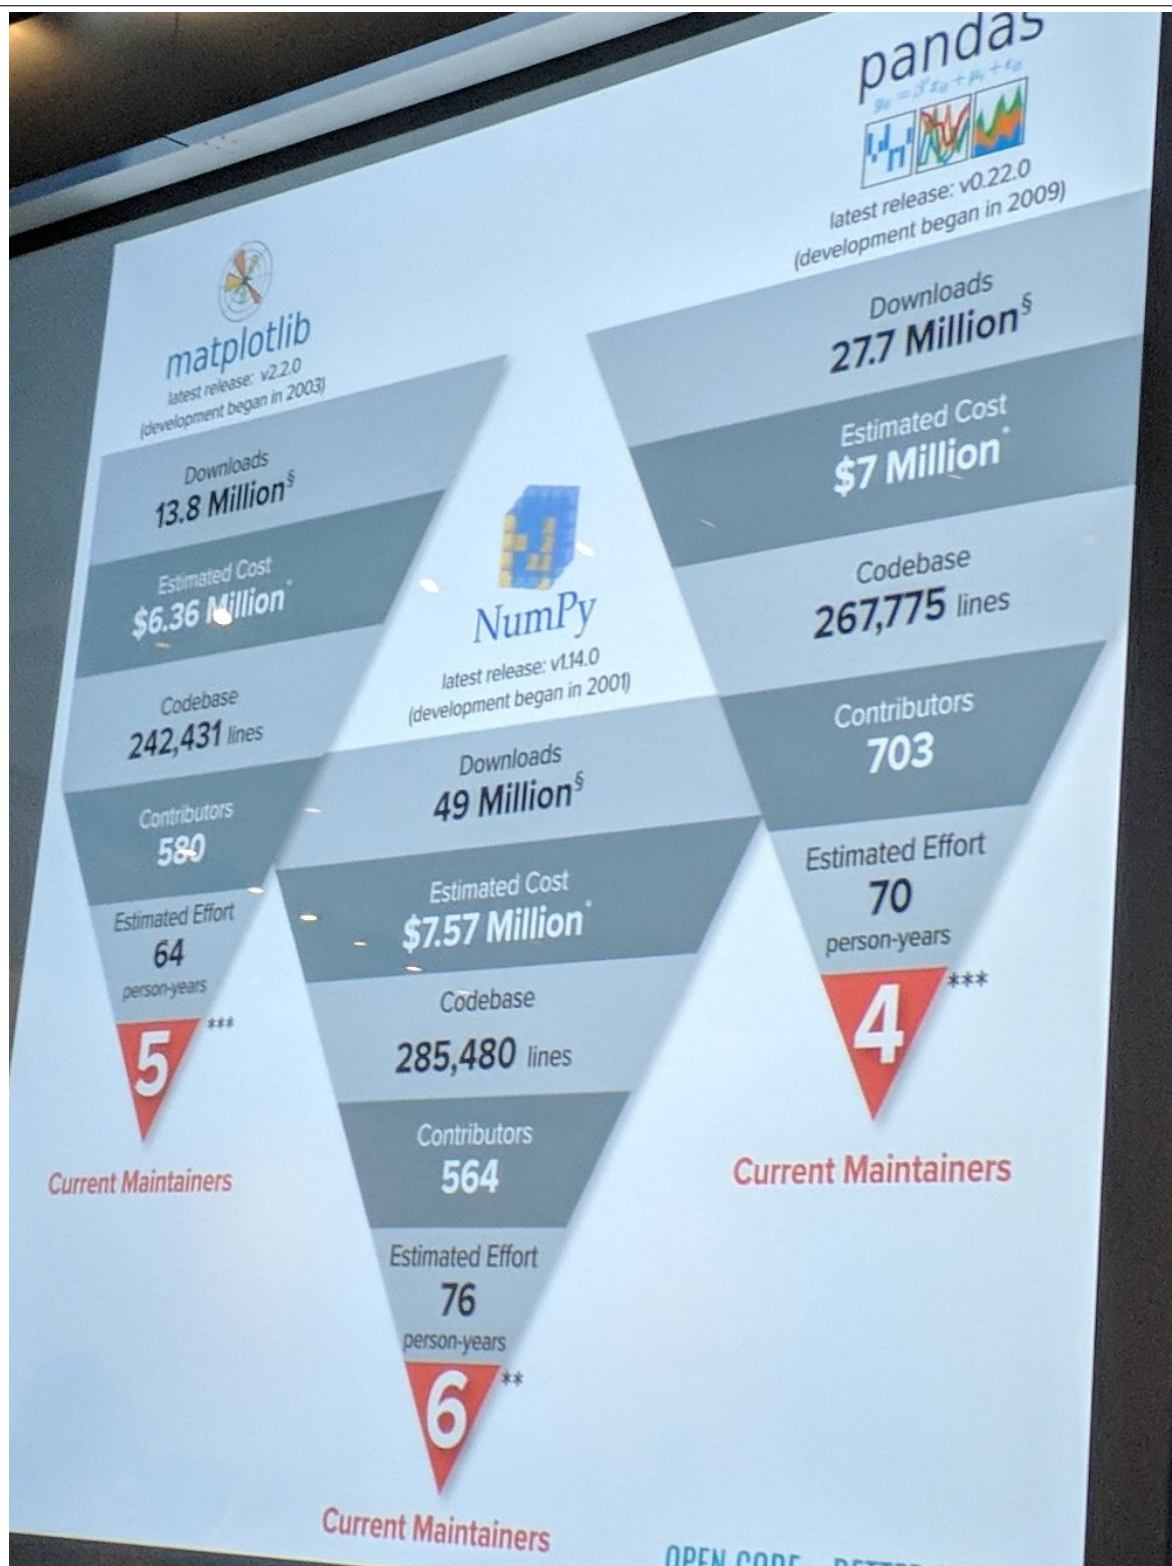 matplotlib
latest release: v2.2.0
(development began in 2003)
Downloads
13.8 Million§
Estimated Cost
$6.36 Million*
Codebase
242,431 lines
Contributors
580
Estimated Effort
64
person-years
5 ***
Current Maintainers
NumPy
latest release: v1.14.0
(development began in 2001)
Downloads
49 Million§
Estimated Cost
$7.57 Million*
Codebase
285,480 lines
Contributors
564
Estimated Effort
76
person-years
6 **
Current Maintainers
pandas
latest release: v0.22.0
(development began in 2009)
Downloads
27.7 Million§
Estimated Cost
$7 Million*
Codebase
267,775 lines
Contributors
703
Estimated Effort
70
person-years
4 ***
Current Maintainers
OPEN CODE